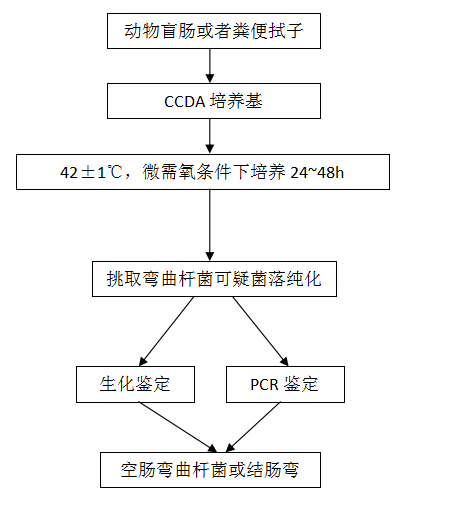 动物盲肠或者粪便拭子
CCDA 培养基
42±1℃，微需氧条件下培养 24~48h
挑取弯曲杆菌可疑菌落纯化
生化鉴定
PCR 鉴定
空肠弯曲杆菌或结肠弯